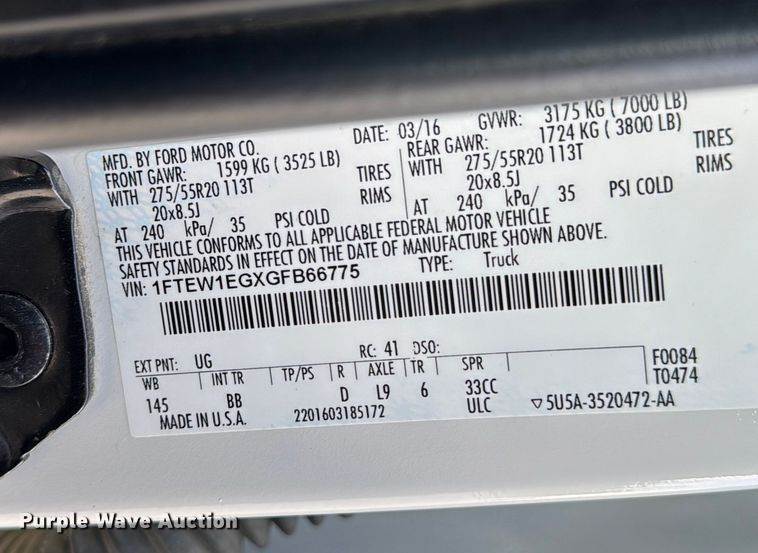 MFD. BY FORD MOTOR CO.
DATE: 03/16 GVWR: 3175 KG ( 7000 LB)
FRONT GAWR: 1599 KG ( 3525 LB)
REAR GAWR: 1724 KG ( 3800 LB)
WITH 275/55R20 113T TIRES
WITH 275/55R20 113T TIRES
20x8.5J RIMS
20x8.5J RIMS
AT 240 kPa/ 35 PSI COLD
AT 240 kPa/ 35 PSI COLD
THIS VEHICLE CONFORMS TO ALL APPLICABLE FEDERAL MOTOR VEHICLE
SAFETY STANDARDS IN EFFECT ON THE DATE OF MANUFACTURE SHOWN ABOVE.
VIN: 1FTEW1EGXGFB66775 TYPE: Truck
EXT PNT: UG RC: 41 DSO:
WB INT TR TP/PS R AXLE TR SPR F0084
145 BB D L9 6 33CC T0474
MADE IN U.S.A. 2201603185172 ULC ▽5U5A-3520472-AA
Purple Wave Auction